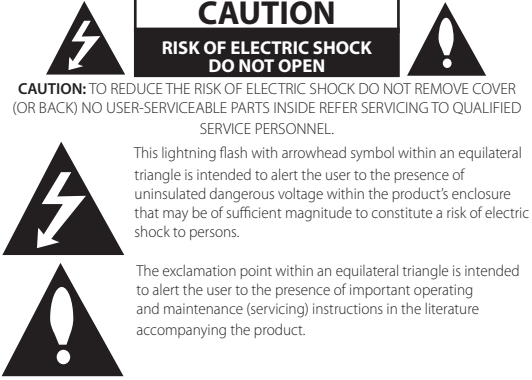 CAUTION
RISK OF ELECTRIC SHOCK
DO NOT OPEN
CAUTION: TO REDUCE THE RISK OF ELECTRIC SHOCK DO NOT REMOVE COVER
(OR BACK) NO USER-SERVICEABLE PARTS INSIDE REFER SERVICING TO QUALIFIED
SERVICE PERSONNEL.
This lightning flash with arrowhead symbol within an equilateral
triangle is intended to alert the user to the presence of
uninsulated dangerous voltage within the product’s enclosure
that may be of sufficient magnitude to constitute a risk of electric
shock to persons.
The exclamation point within an equilateral triangle is intended
to alert the user to the presence of important operating
and maintenance (servicing) instructions in the literature
accompanying the product.